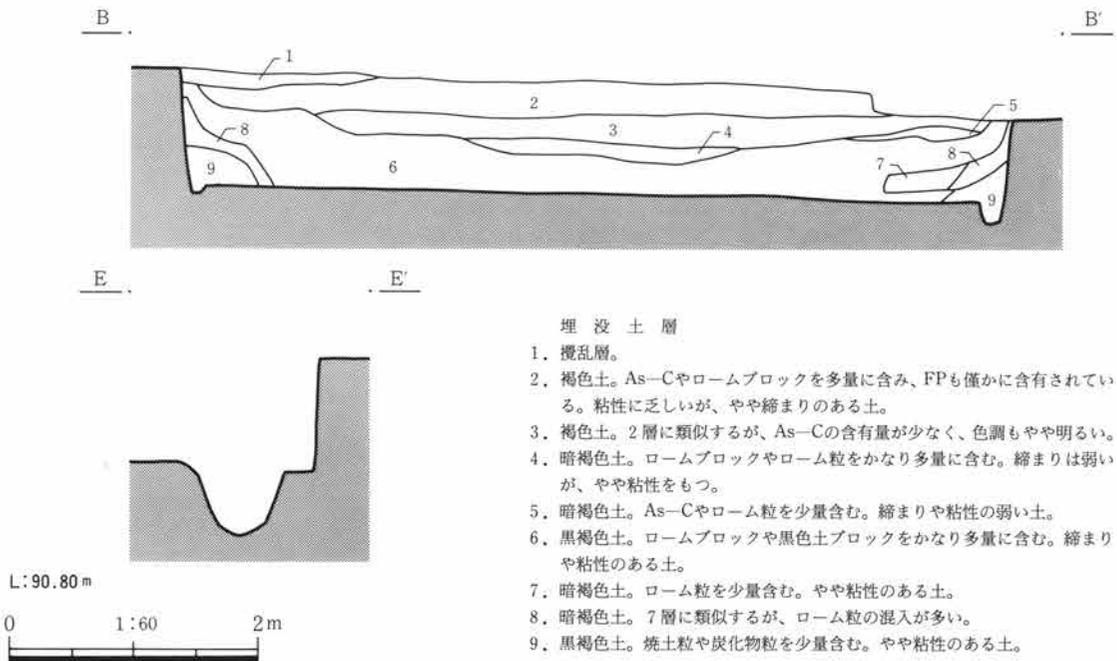 B B′
1
2
3
4
5
6
7
8
8
9
9
E E′
L:90.80m
0 1:60 2m
埋没土層
1. 攪乱層。
2. 褐色土。As—Cやロームブロックを多量に含み、FPも僅かに含有されてい
る。粘性に乏しいが、やや締まりのある土。
3. 褐色土。2層に類似するが、As—Cの含有量が少なく、色調もやや明るい。
4. 暗褐色土。ロームブロックやローム粒をかなり多量に含む。締まりは弱い
が、やや粘性をもつ。
5. 暗褐色土。As—Cやローム粒を少量含む。締まりや粘性の弱い土。
6. 黒褐色土。ロームブロックや黒色土ブロックをかなり多量に含む。締まり
や粘性のある土。
7. 暗褐色土。ローム粒を少量含む。やや粘性のある土。
8. 暗褐色土。7層に類似するが、ローム粒の混入が多い。
9. 黒褐色土。焼土粒や炭化物粒を少量含む。やや粘性のある土。